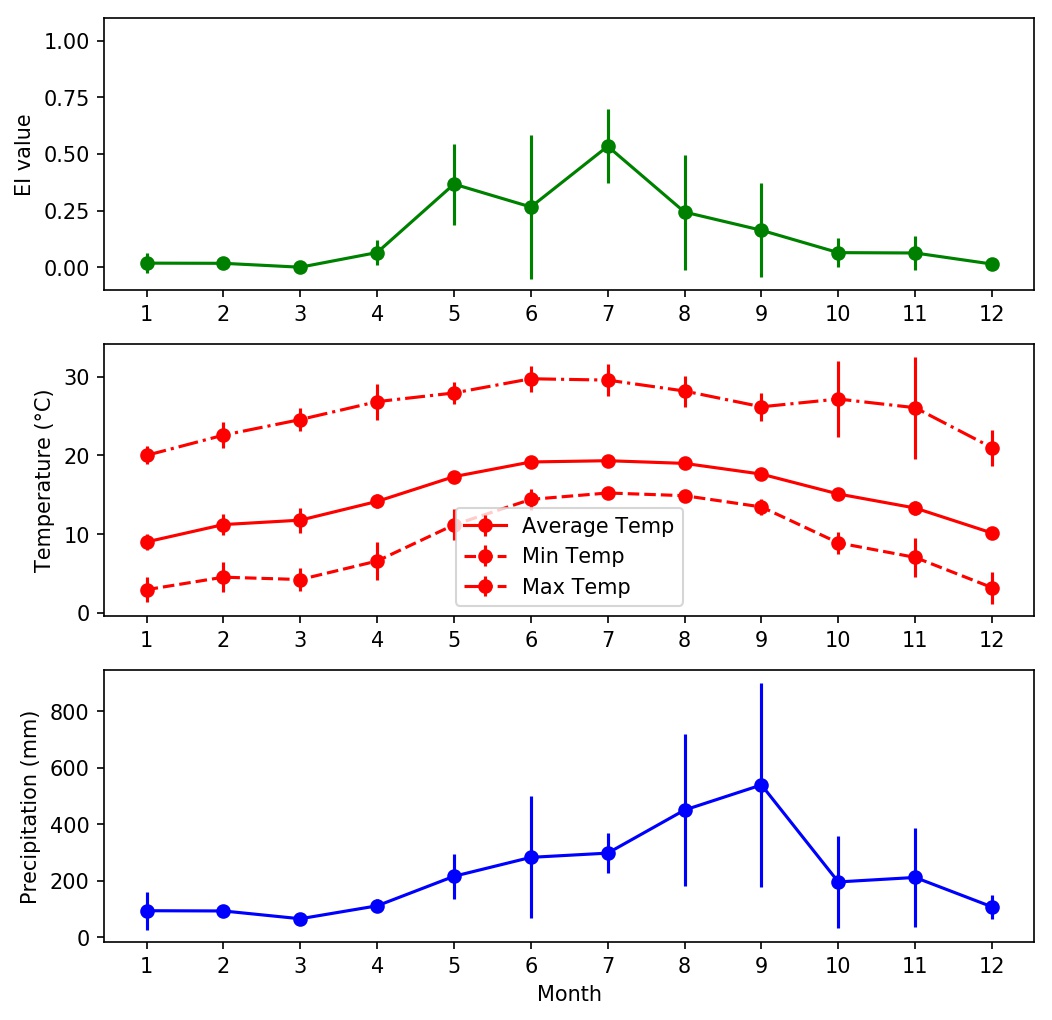 EI value
1.00
0.75
0.50
0.25
0.00
1 2 3 4 5 6 7 8 9 10 11 12
Temperature (°C)
30
20
10
0
Average Temp
Min Temp
Max Temp
1 2 3 4 5 6 7 8 9 10 11 12
Precipitation (mm)
800
600
400
200
0
1 2 3 4 5 6 7 8 9 10 11 12
Month